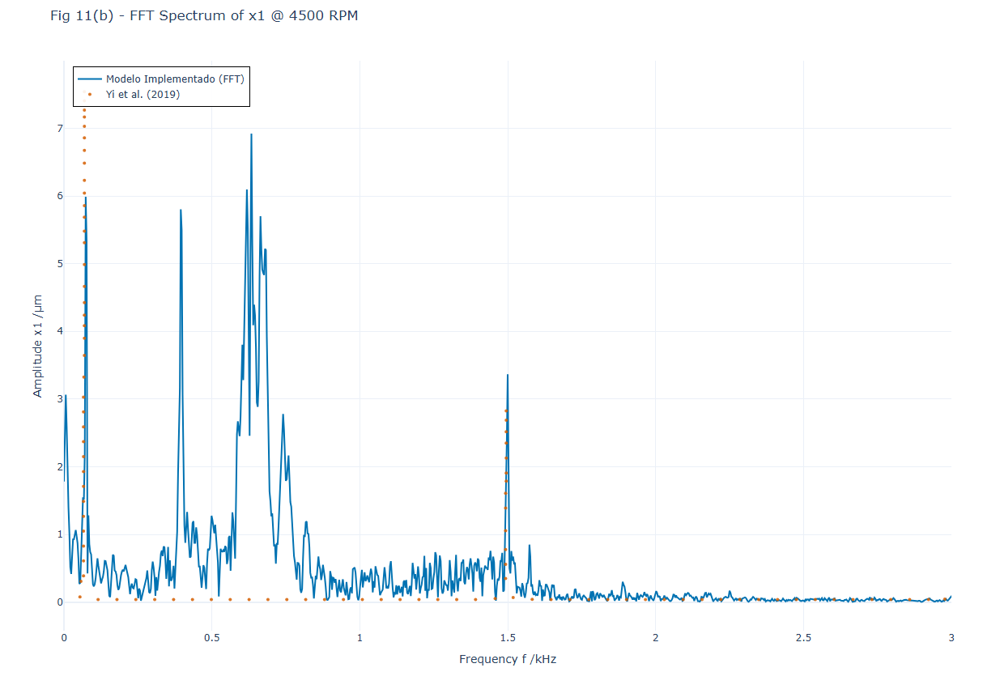 Fig 11(b) - FFT Spectrum of x1 @ 4500 RPM
Modelo Implementado (FFT)
Yi et al. (2019)
7
6
5
4
3
2
1
0
Amplitude x1 /μm
0 0.5 1 1.5 2 2.5 3
Frequency f /kHz